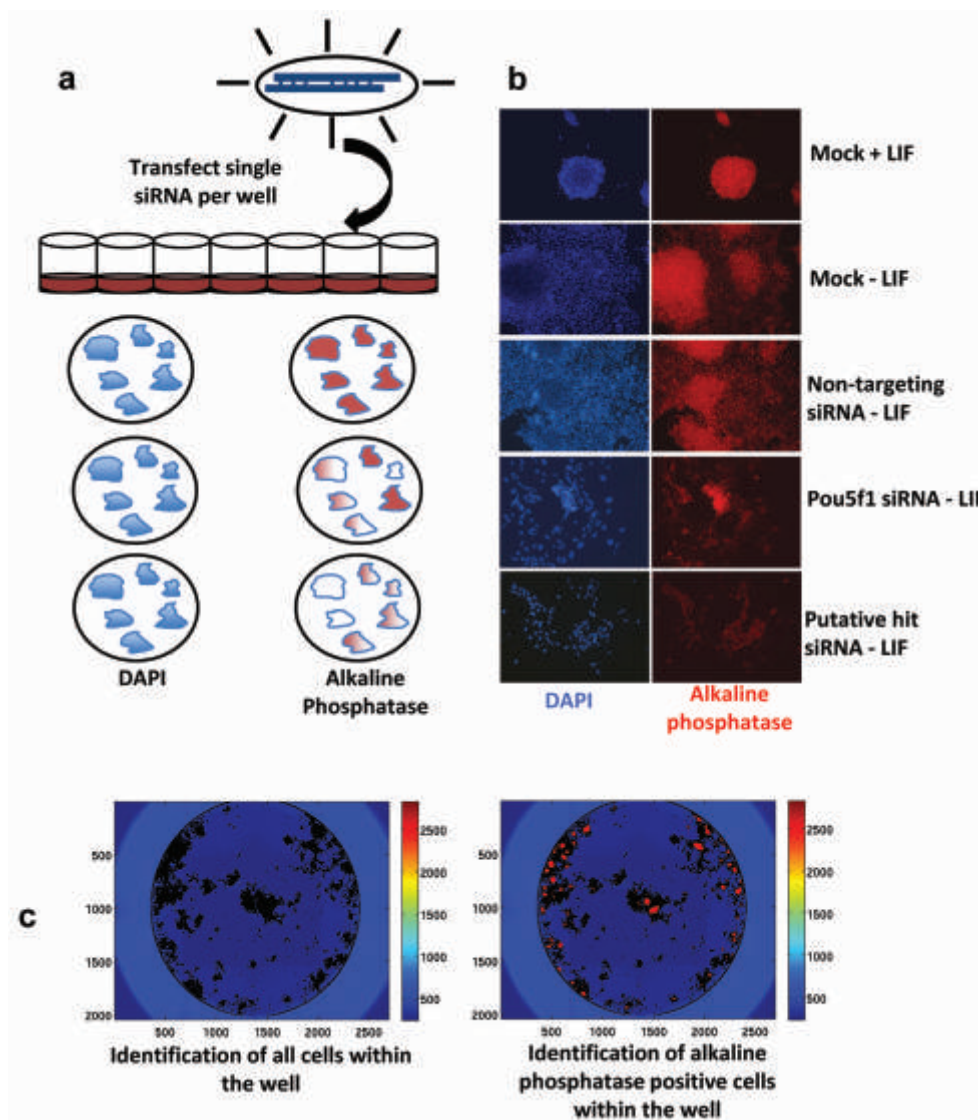 a
Transfect single
siRNA per well
DAPI
Alkaline
Phosphatase
b
Mock + LIF
Mock - LIF
Non-targeting
siRNA - LIF
Pou5f1 siRNA - LI
Putative hit
siRNA - LIF
DAPI
Alkaline
phosphatase
c
500
1000
1500
2000
500
1000
1500
2000
2500
2500
2000
1500
1000
500
Identification of all cells within
the well
500
1000
1500
2000
500
1000
1500
2000
2500
2500
2000
1500
1000
500
Identification of alkaline
phosphatase positive cells
within the well